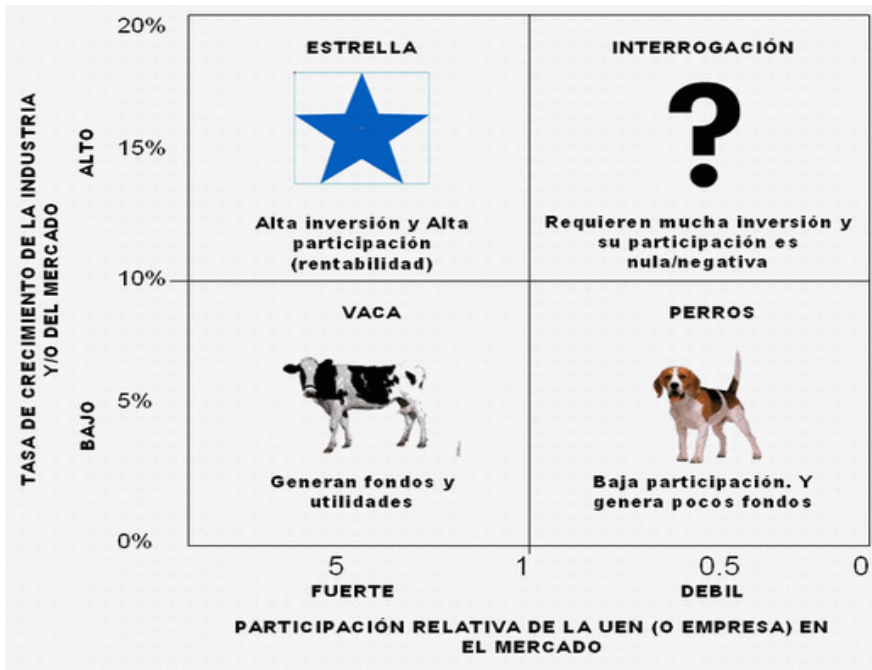 20%
ESTRELLA
INTERROGACIÓN
?
TASA DE CRECIMIENTO DE LA INDUSTRIA
Y/O DEL MERCADO
ALTO
15%
Alta inversión y Alta
participación
(rentabilidad)
Requieren mucha inversión y
su participación es
nula/negativa
10%
VACA
PERROS
BAJO
5%
Generan fondos y
utilidades
Baja participación. Y
genera pocos fondos
0%
5
1
0.5
0
FUERTE
DEBIL
PARTICIPACIÓN RELATIVA DE LA UEN (O EMPRESA) EN
EL MERCADO